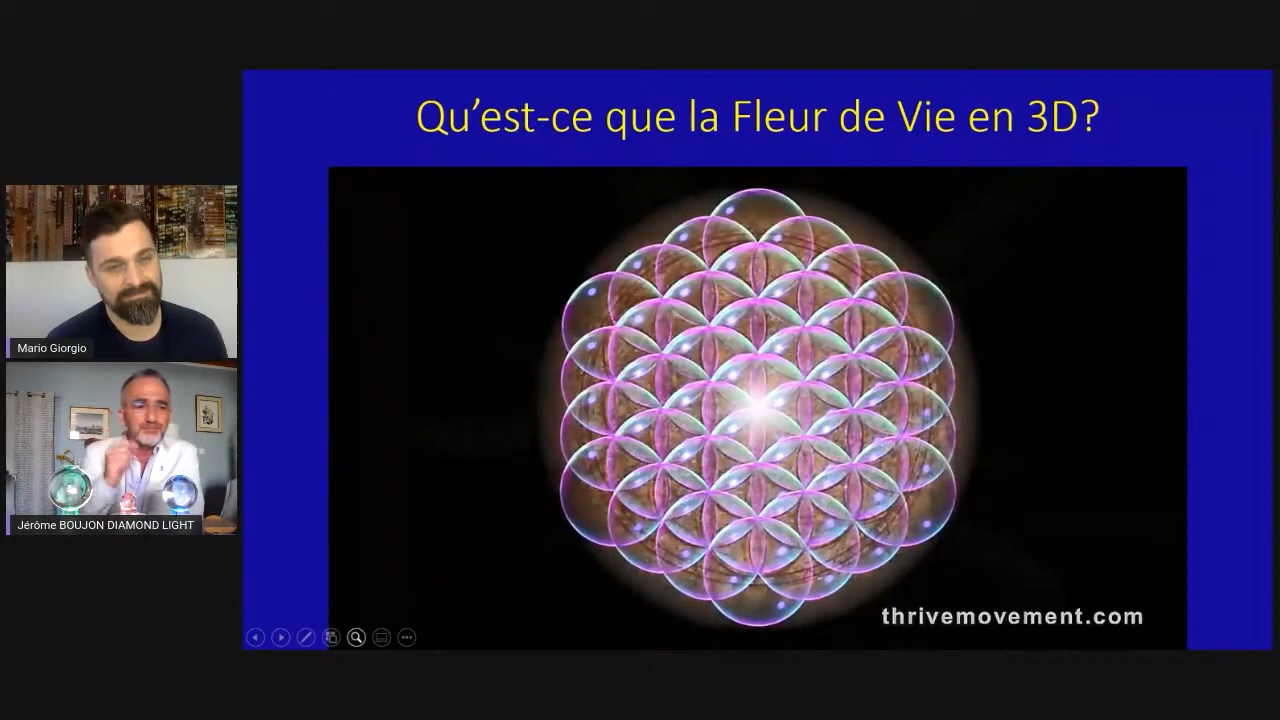 Qu’est-ce que la Fleur de Vie en 3D?
Mario Giorgio
Jérôme BOUJON DIAMOND LIGHT
thrivemovement.com